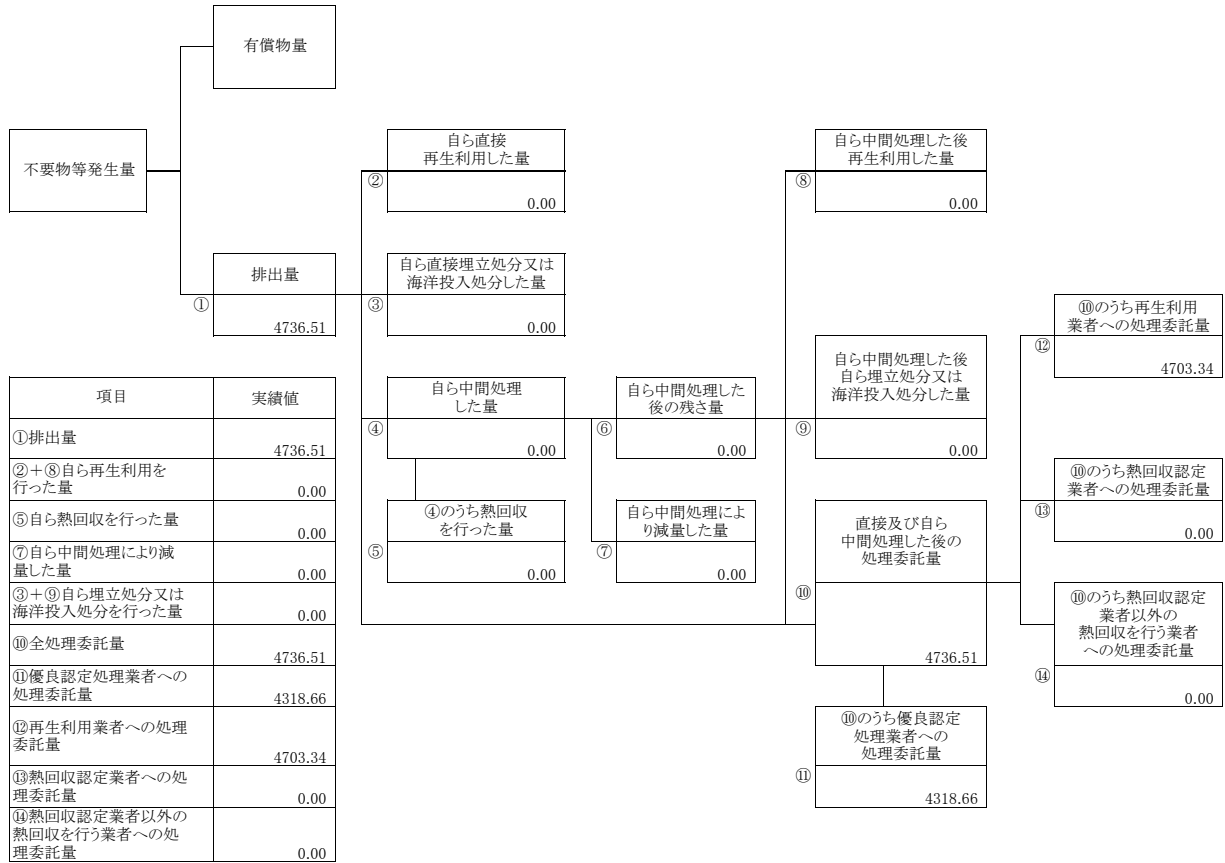 有償物量
不要物等発生量
自ら直接
再生利用した量
②
0.00
自ら中間処理した後
再生利用した量
⑧
0.00
排出量
①
4736.51
自ら直接埋立処分又は
海洋投入処分した量
③
0.00
⑩のうち再生利用
業者への処理委託量
⑫
4703.34
自ら中間処理
した量
④
0.00
自ら中間処理した
後の残さ量
⑥
0.00
自ら中間処理した後
自ら埋立処分又は
海洋投入処分した量
⑨
0.00
⑩のうち熱回収認定
業者への処理委託量
⑬
0.00
④のうち熱回収
を行った量
⑤
0.00
自ら中間処理によ
り減量した量
⑦
0.00
直接及び自ら
中間処理した後の
処理委託量
⑩
4736.51
⑩のうち熱回収認定
業者以外の
熱回収を行う業者
への処理委託量
⑭
0.00
⑩のうち優良認定
処理業者への
処理委託量
⑪
4318.66
項目 実績値
①排出量
4736.51
②＋⑧自ら再生利用を
行った量
0.00
⑤自ら熱回収を行った量
0.00
⑦自ら中間処理により減
量した量
0.00
③＋⑨自ら埋立処分又は
海洋投入処分を行った量
0.00
⑩全処理委託量
4736.51
⑪優良認定処理業者への
処理委託量
4318.66
⑫再生利用業者への処理
委託量
4703.34
⑬熱回収認定業者への処
理委託量
0.00
⑭熱回収認定業者以外の
熱回収を行う業者への処
理委託量
0.00